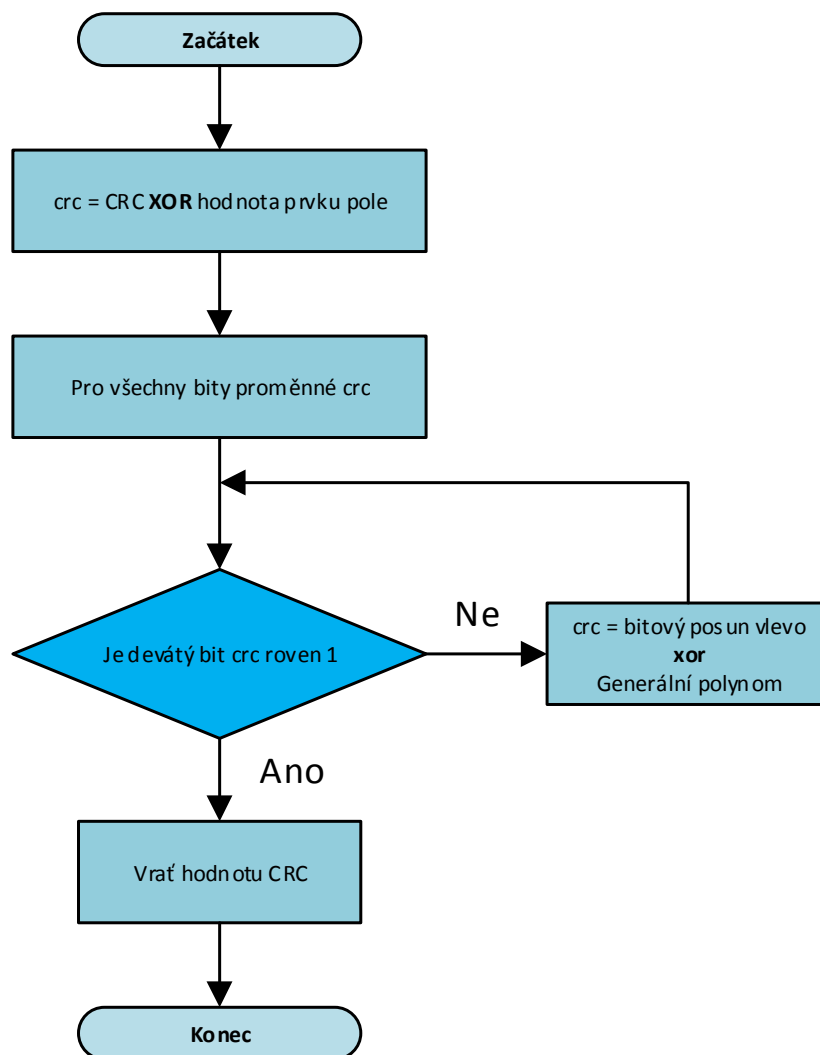 Začátek
crc = CRC XOR hodnota prvku pole
Pro všechny bity proměnné crc
Je devátý bit crc roven 1
Ne
crc = bitový posun vlevo
xor
Generální polynom
Ano
Vrať hodnotu CRC
Konec